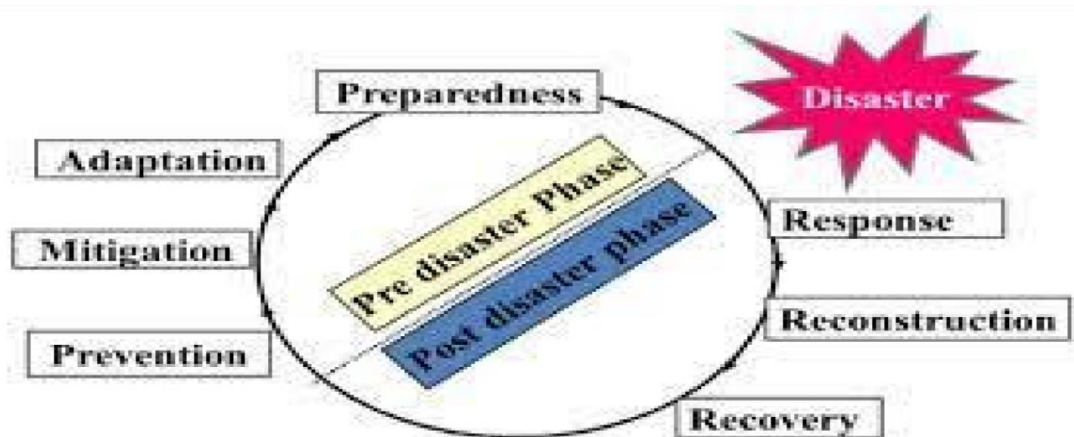 Preparedness
Disaster
Adaptation
Pre disaster Phase
Post disaster phase
Response
Mitigation
Reconstruction
Prevention
Recovery